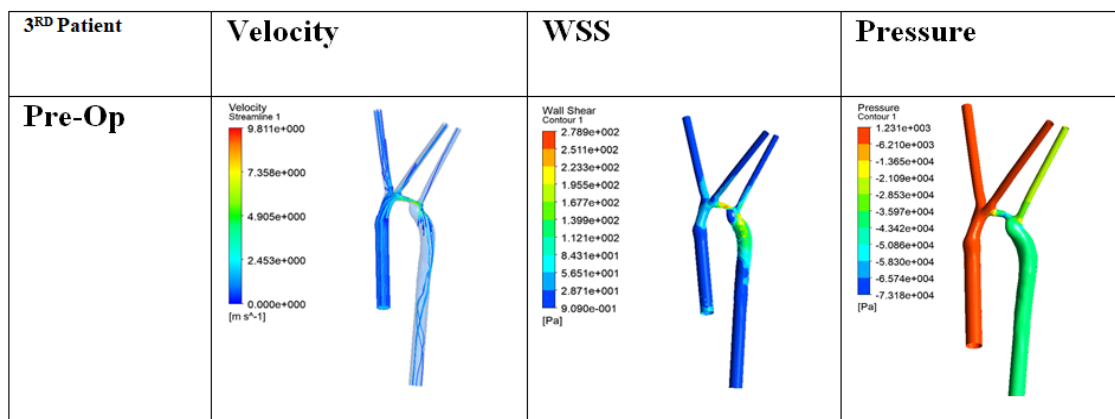 3RD Patient
Velocity
WSS
Pressure
Pre-Op
Velocity
Streamline 1
9.811e+000
7.358e+000
4.905e+000
2.453e+000
0.000e+000
[m s^-1]
Wall Shear
Contour 1
2.789e+002
2.511e+002
2.233e+002
1.955e+002
1.677e+002
1.399e+002
1.121e+002
8.431e+001
5.651e+001
2.871e+001
9.090e-001
[Pa]
Pressure
Contour 1
1.231e+003
-6.210e+003
-1.365e+004
-2.109e+004
-2.853e+004
-3.597e+004
-4.342e+004
-5.086e+004
-5.830e+004
-6.574e+004
-7.318e+004
[Pa]